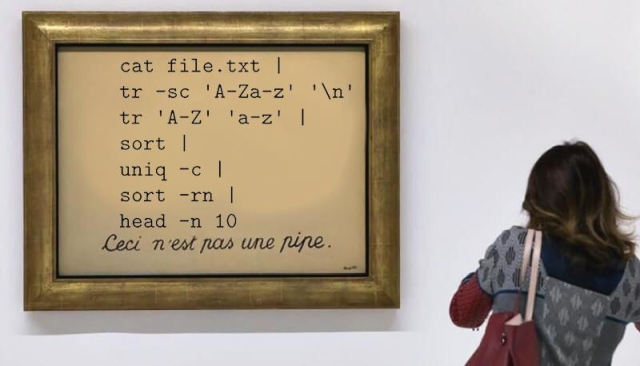 cat file.txt |
tr -sc 'A-Za-z' '\n'
tr 'A-Z' 'a-z' |
sort |
uniq -c |
sort -rn |
head -n 10
Ceci n'est pas une pipe.